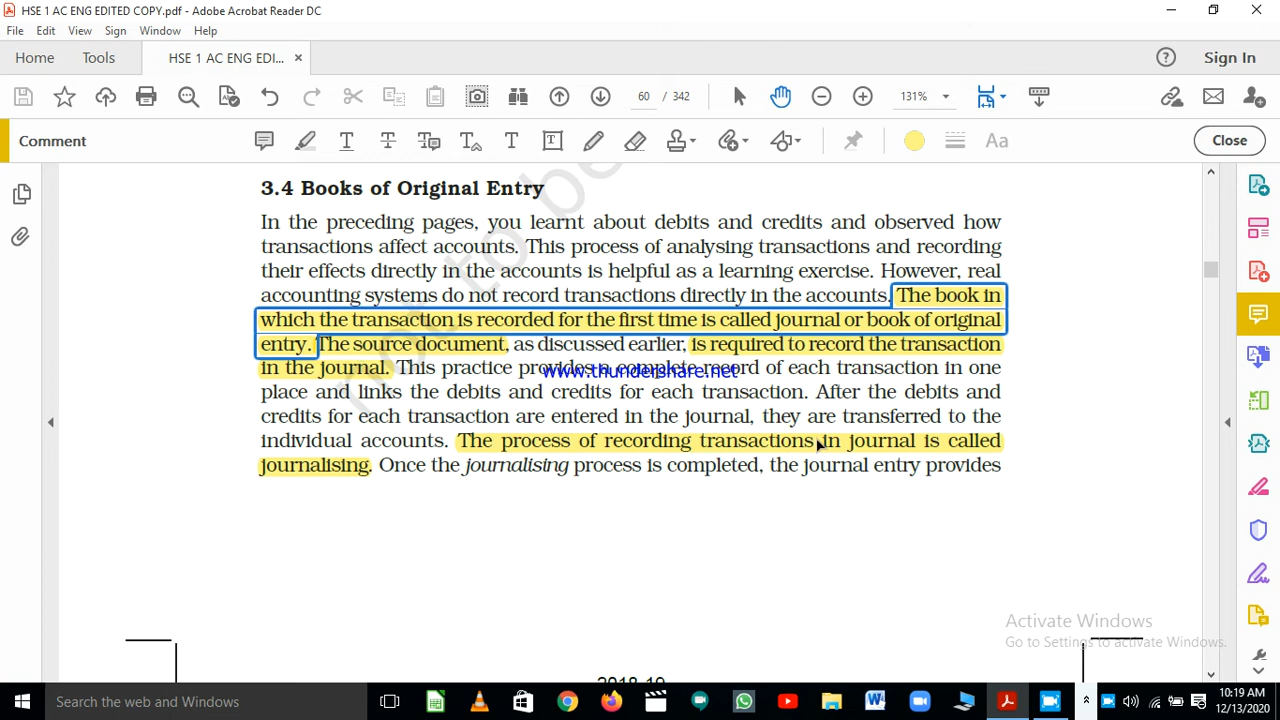 HSE 1 AC ENG EDITED COPY.pdf - Adobe Acrobat Reader DC
File Edit View Sign Window Help
Home Tools HSE 1 AC ENG EDI... × Sign In
60 / 342 131%
Comment Aa Close
3.4 Books of Original Entry
In the preceding pages, you learnt about debits and credits and observed how
transactions affect accounts. This process of analysing transactions and recording
their effects directly in the accounts is helpful as a learning exercise. However, real
accounting systems do not record transactions directly in the accounts. The book in
which the transaction is recorded for the first time is called journal or book of original
entry. The source document, as discussed earlier, is required to record the transaction
in the journal. This practice provides a complete record of each transaction in one
www.thundershare.net
place and links the debits and credits for each transaction. After the debits and
credits for each transaction are entered in the journal, they are transferred to the
individual accounts. The process of recording transactions in journal is called
journalising. Once the journalising process is completed, the journal entry provides
not to be
Activate Windows
Go to Settings to activate Windows.
2018-19
Search the web and Windows
10:19 AM
12/13/2020